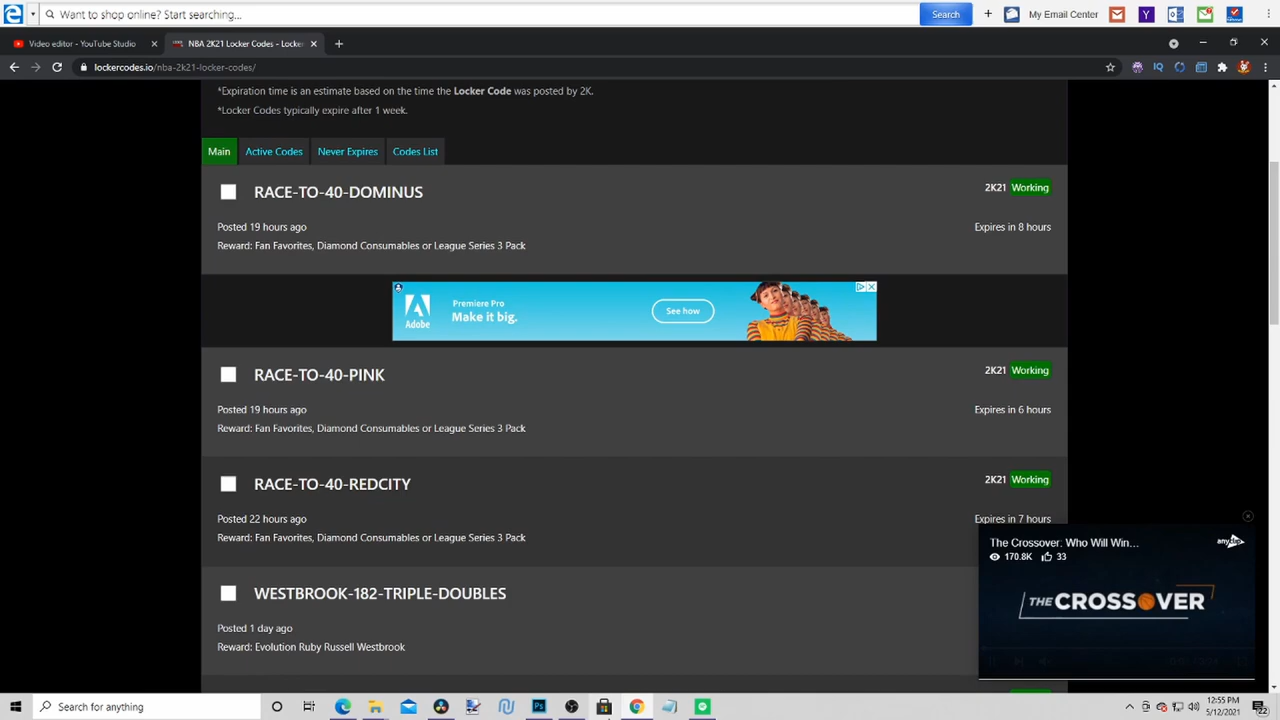 Want to shop online? Start searching...
Search
My Email Center
Video editor - YouTube Studio
NBA 2K21 Locker Codes - Locker
lockercodes.io/nba-2k21-locker-codes/
*Expiration time is an estimate based on the time the Locker Code was posted by 2K.
*Locker Codes typically expire after 1 week.
Main
Active Codes
Never Expires
Codes List
RACE-TO-40-DOMINUS
2K21 Working
Posted 19 hours ago
Expires in 8 hours
Reward: Fan Favorites, Diamond Consumables or League Series 3 Pack
Adobe
Premiere Pro
Make it big.
See how
RACE-TO-40-PINK
2K21 Working
Posted 19 hours ago
Expires in 6 hours
Reward: Fan Favorites, Diamond Consumables or League Series 3 Pack
RACE-TO-40-REDCITY
2K21 Working
Posted 22 hours ago
Expires in 7 hours
Reward: Fan Favorites, Diamond Consumables or League Series 3 Pack
The Crossover: Who Will Win...
170.8K
33
THE CROSSOVER
WESTBROOK-182-TRIPLE-DOUBLES
Posted 1 day ago
Reward: Evolution Ruby Russell Westbrook
Search for anything
12:55 PM
5/12/2021